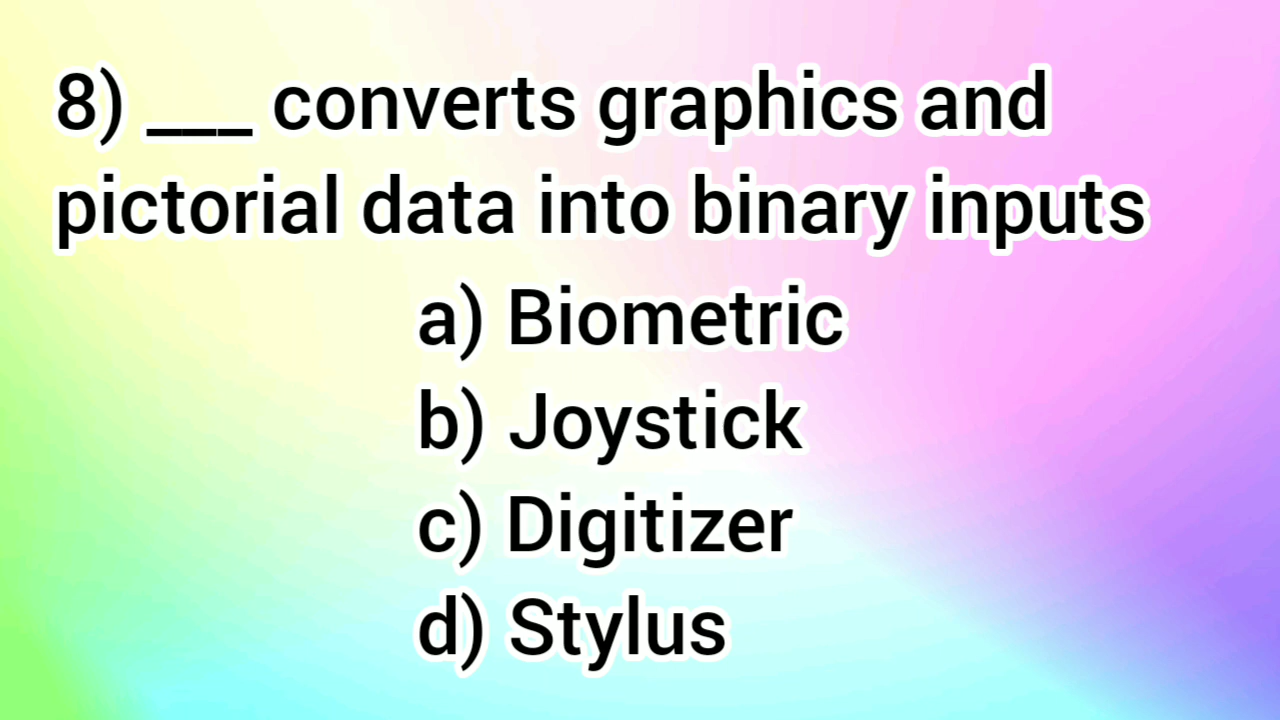 8) ___ converts graphics and
pictorial data into binary inputs
a) Biometric
b) Joystick
c) Digitizer
d) Stylus